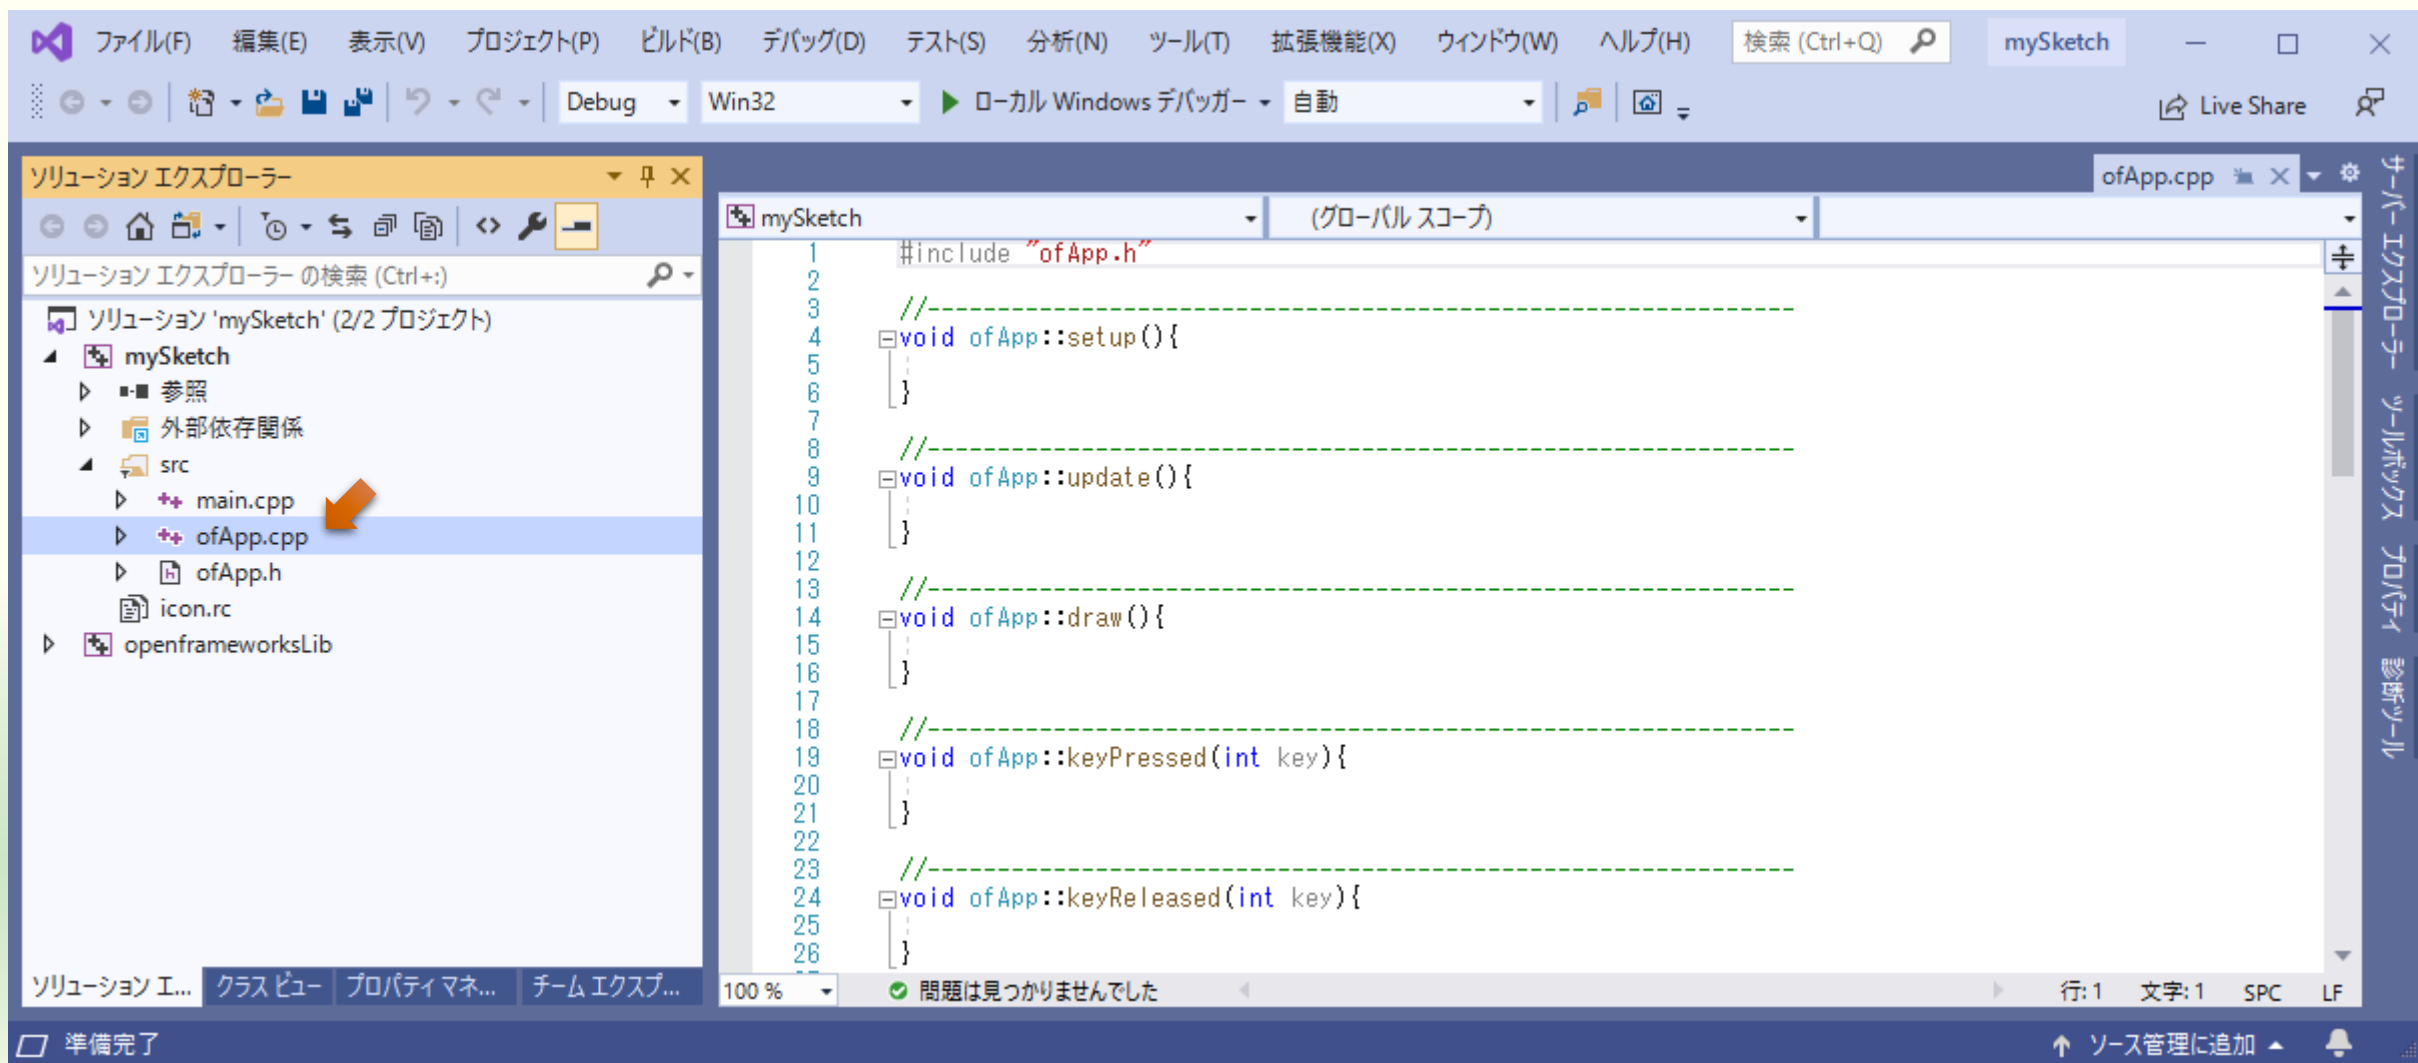 ファイル(F) 編集(E) 表示(V) プロジェクト(P) ビルド(B) デバッグ(D) テスト(S) 分析(N) ツール(T) 拡張機能(X) ウィンドウ(W) ヘルプ(H) 検索 (Ctrl+Q) mySketch
Debug Win32 ローカル Windows デバッガー 自動 Live Share
ソリューション エクスプローラー
ソリューション エクスプローラー の検索 (Ctrl+:)
ソリューション 'mySketch' (2/2 プロジェクト)
mySketch
参照
外部依存関係
src
main.cpp
ofApp.cpp
ofApp.h
icon.rc
openframeworksLib
ソリューション エ... クラス ビュー プロパティ マネ... チーム エクスプ...
ofApp.cpp
mySketch (グローバル スコープ)
1 #include "ofApp.h"
2
3 //--------------------------------------------------------------
4 void ofApp::setup(){
5
6 }
7
8 //--------------------------------------------------------------
9 void ofApp::update(){
10
11 }
12
13 //--------------------------------------------------------------
14 void ofApp::draw(){
15
16 }
17
18 //--------------------------------------------------------------
19 void ofApp::keyPressed(int key){
20
21 }
22
23 //--------------------------------------------------------------
24 void ofApp::keyReleased(int key){
25
26 }
100 % 問題は見つかりませんでした 行: 1 文字: 1 SPC LF
サーバー エクスプローラー
ツールボックス
プロパティ
診断ツール
準備完了 ソース管理に追加